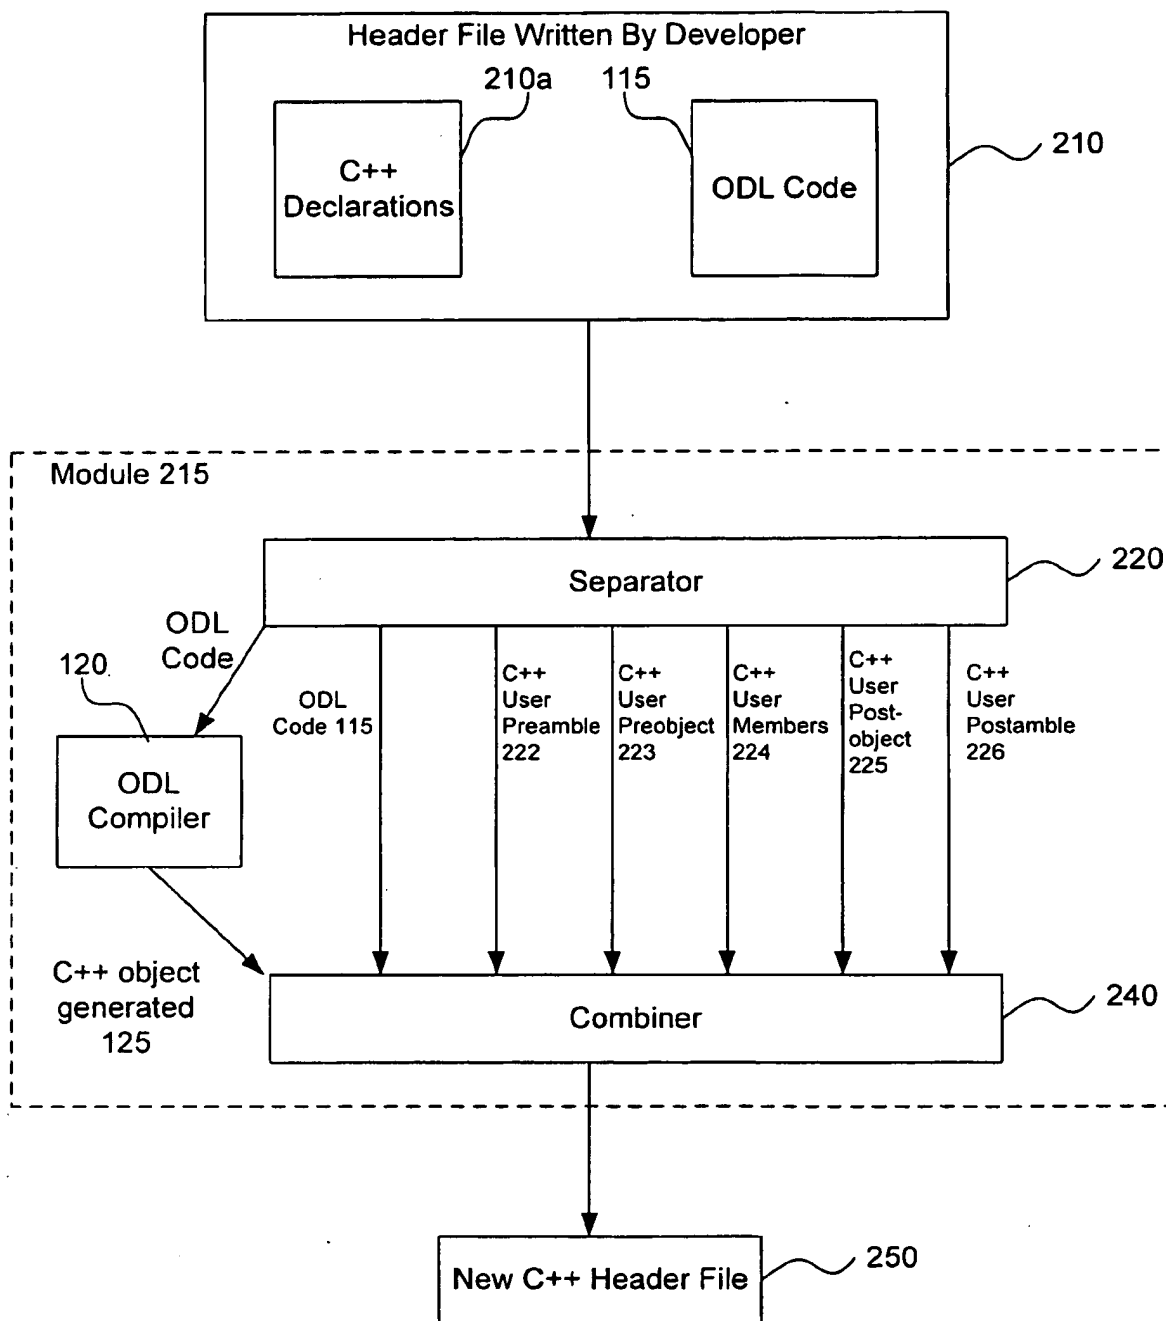 Header File Written By Developer
210a
115
C++
Declarations
ODL Code
210
Module 215
Separator
220
ODL
Code
120
ODL
Code 115
C++
User
Preamble
222
C++
User
Preobject
223
C++
User
Members
224
C++
User
Post-
object
225
C++
User
Postamble
226
ODL
Compiler
C++ object
generated
125
Combiner
240
New C++ Header File
250